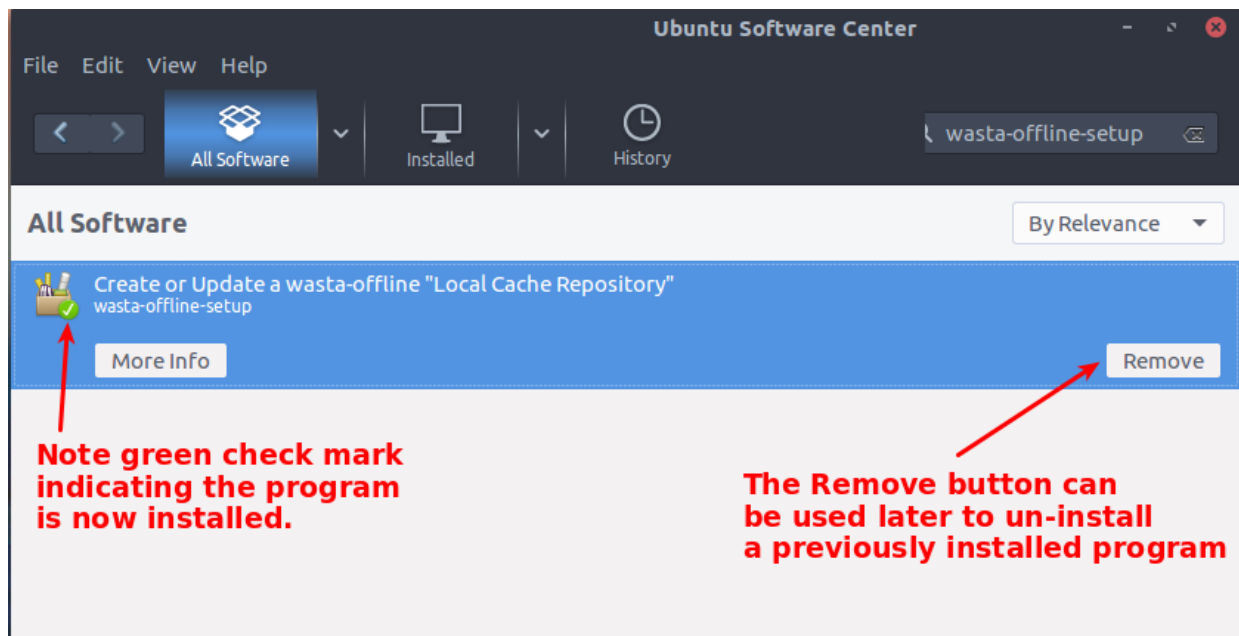 Ubuntu Software Center
File Edit View Help
All Software
Installed
History
wasta-offline-setup
All Software
By Relevance
Create or Update a wasta-offline "Local Cache Repository"
wasta-offline-setup
More Info
Remove
Note green check mark
indicating the program
is now installed.
The Remove button can
be used later to un-install
a previously installed program